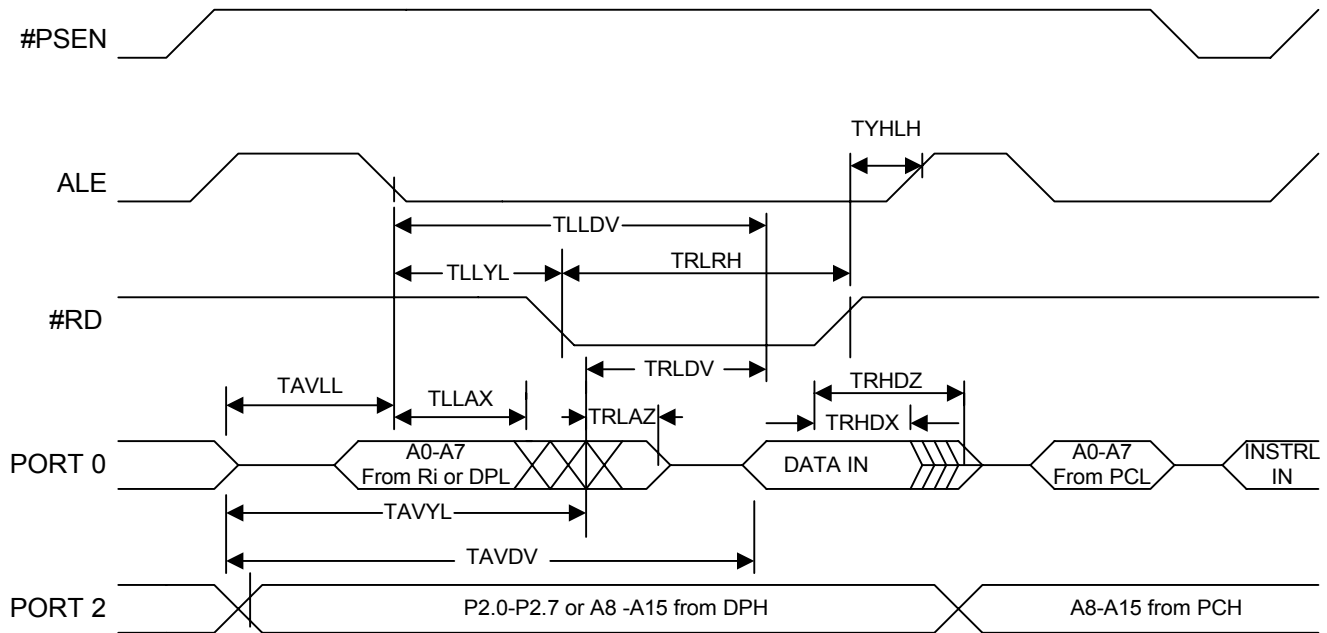 #PSEN
TYHLH
ALE
TLLDV
TLLYL
TRLRH
#RD
TAVLL
TLLAX
TRLDV
TRLAZ
TRHDZ
TRHDX
PORT 0
A0-A7
From Ri or DPL
DATA IN
A0-A7
From PCL
INSTRL
IN
TAVYL
TAVDV
PORT 2
P2.0-P2.7 or A8 -A15 from DPH
A8-A15 from PCH